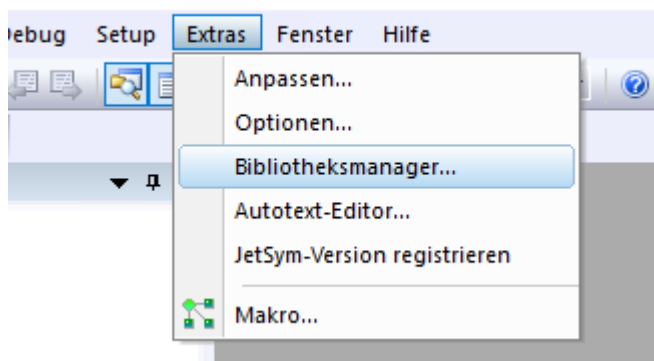 ebug Setup Extras Fenster Hilfe
Anpassen...
Optionen...
Bibliotheksmanager...
Autotext-Editor...
JetSym-Version registrieren
Makro...